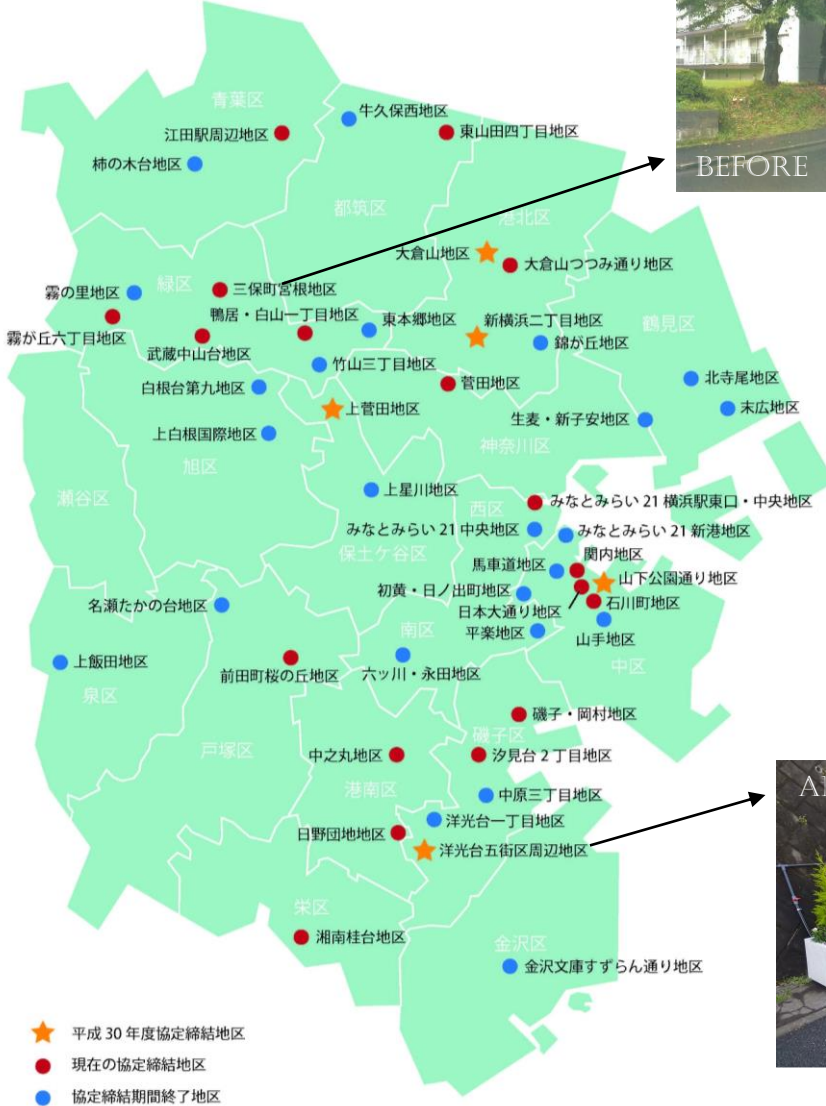 BEFORE
青葉区
牛久保西地区
江田駅周辺地区
東山田四丁目地区
柿の木台地区
都筑区
港北区
大倉山地区
大倉山つつみ通り地区
緑区
霧の里地区
三保町宮根地区
鶴見区
鴨居・白山一丁目地区
東本郷地区
新横浜二丁目地区
霧が丘六丁目地区
武蔵中山台地区
錦が丘地区
竹山三丁目地区
北寺尾地区
白根台第九地区
菅田地区
上菅田地区
末広地区
生麦・新子安地区
上白根国際地区
神奈川区
旭区
瀬谷区
上星川地区
西区
みなとみらい 21 横浜駅東口・中央地区
みなとみらい 21 中央地区
みなとみらい 21 新港地区
保土ケ谷区
関内地区
馬車道地区
山下公園通り地区
初黄・日ノ出町地区
名瀬たかの台地区
日本大通り地区
石川町地区
南区
平楽地区
山手地区
上飯田地区
前田町桜の丘地区
六ッ川・永田地区
中区
泉区
磯子・岡村地区
磯子区
戸塚区
中之丸地区
汐見台 2 丁目地区
港南区
中原三丁目地区
洋光台一丁目地区
日野団地地区
洋光台五街区周辺地区
栄区
湘南桂台地区
金沢区
金沢文庫すずらん通り地区
平成 30 年度協定締結地区
現在の協定締結地区
協定締結期間終了地区